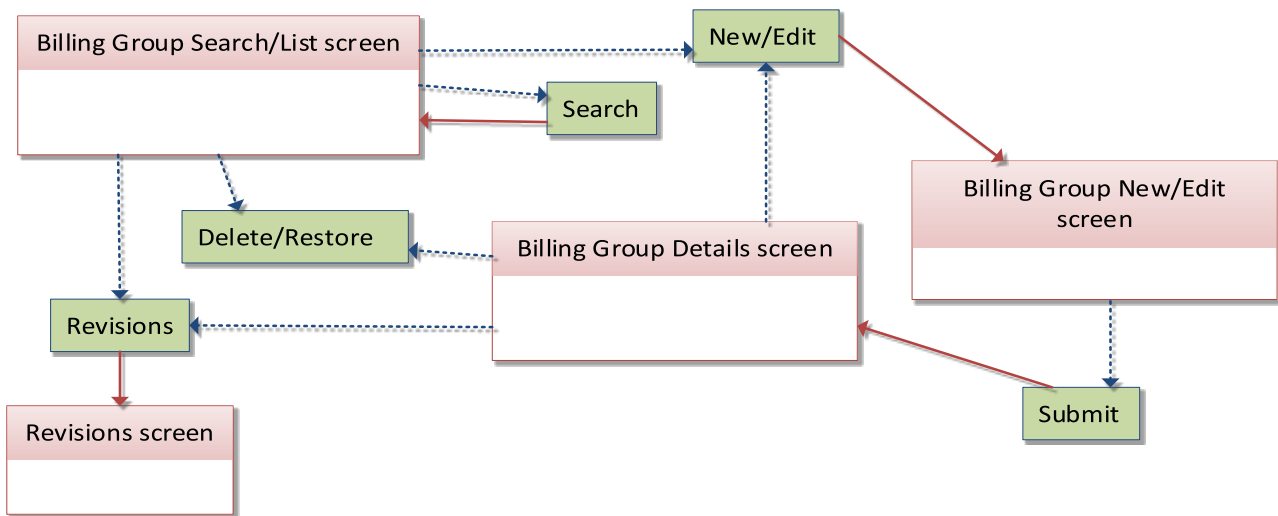 Billing Group Search/List screen
New/Edit
Search
Billing Group New/Edit
screen
Delete/Restore
Billing Group Details screen
Revisions
Submit
Revisions screen